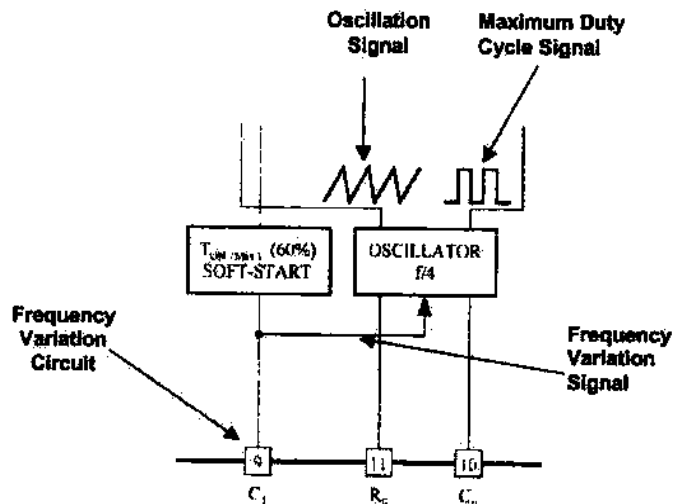 Oscillation
Signal
Maximum Duty
Cycle Signal
(60%)
SOFT-START
OSCILLATOR
f/4
Frequency
Variation
Circuit
Frequency
Variation
Signal
9
11
10